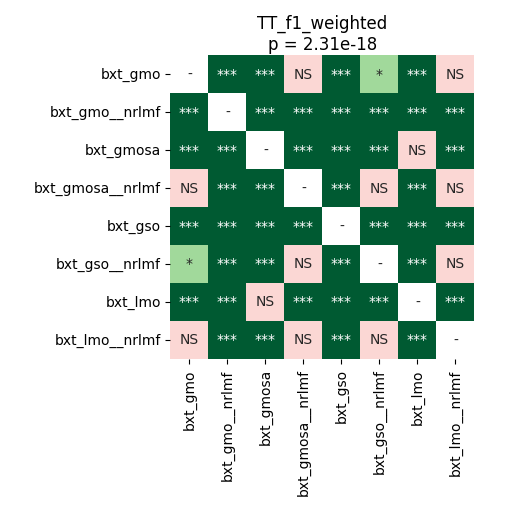 TT_f1_weighted
p = 2.31e-18
bxt_gmo - *** *** NS *** * *** NS
bxt_gmo__nrlmf *** - *** *** *** *** *** ***
bxt_gmosa *** *** - *** *** *** NS ***
bxt_gmosa__nrlmf NS *** *** - *** NS *** NS
bxt_gso *** *** *** *** - *** *** ***
bxt_gso__nrlmf * *** *** NS *** - *** NS
bxt_lmo *** *** NS *** *** *** - ***
bxt_lmo__nrlmf NS *** *** NS *** NS *** -
bxt_gmo
bxt_gmo__nrlmf
bxt_gmosa
bxt_gmosa__nrlmf
bxt_gso
bxt_gso__nrlmf
bxt_lmo
bxt_lmo__nrlmf